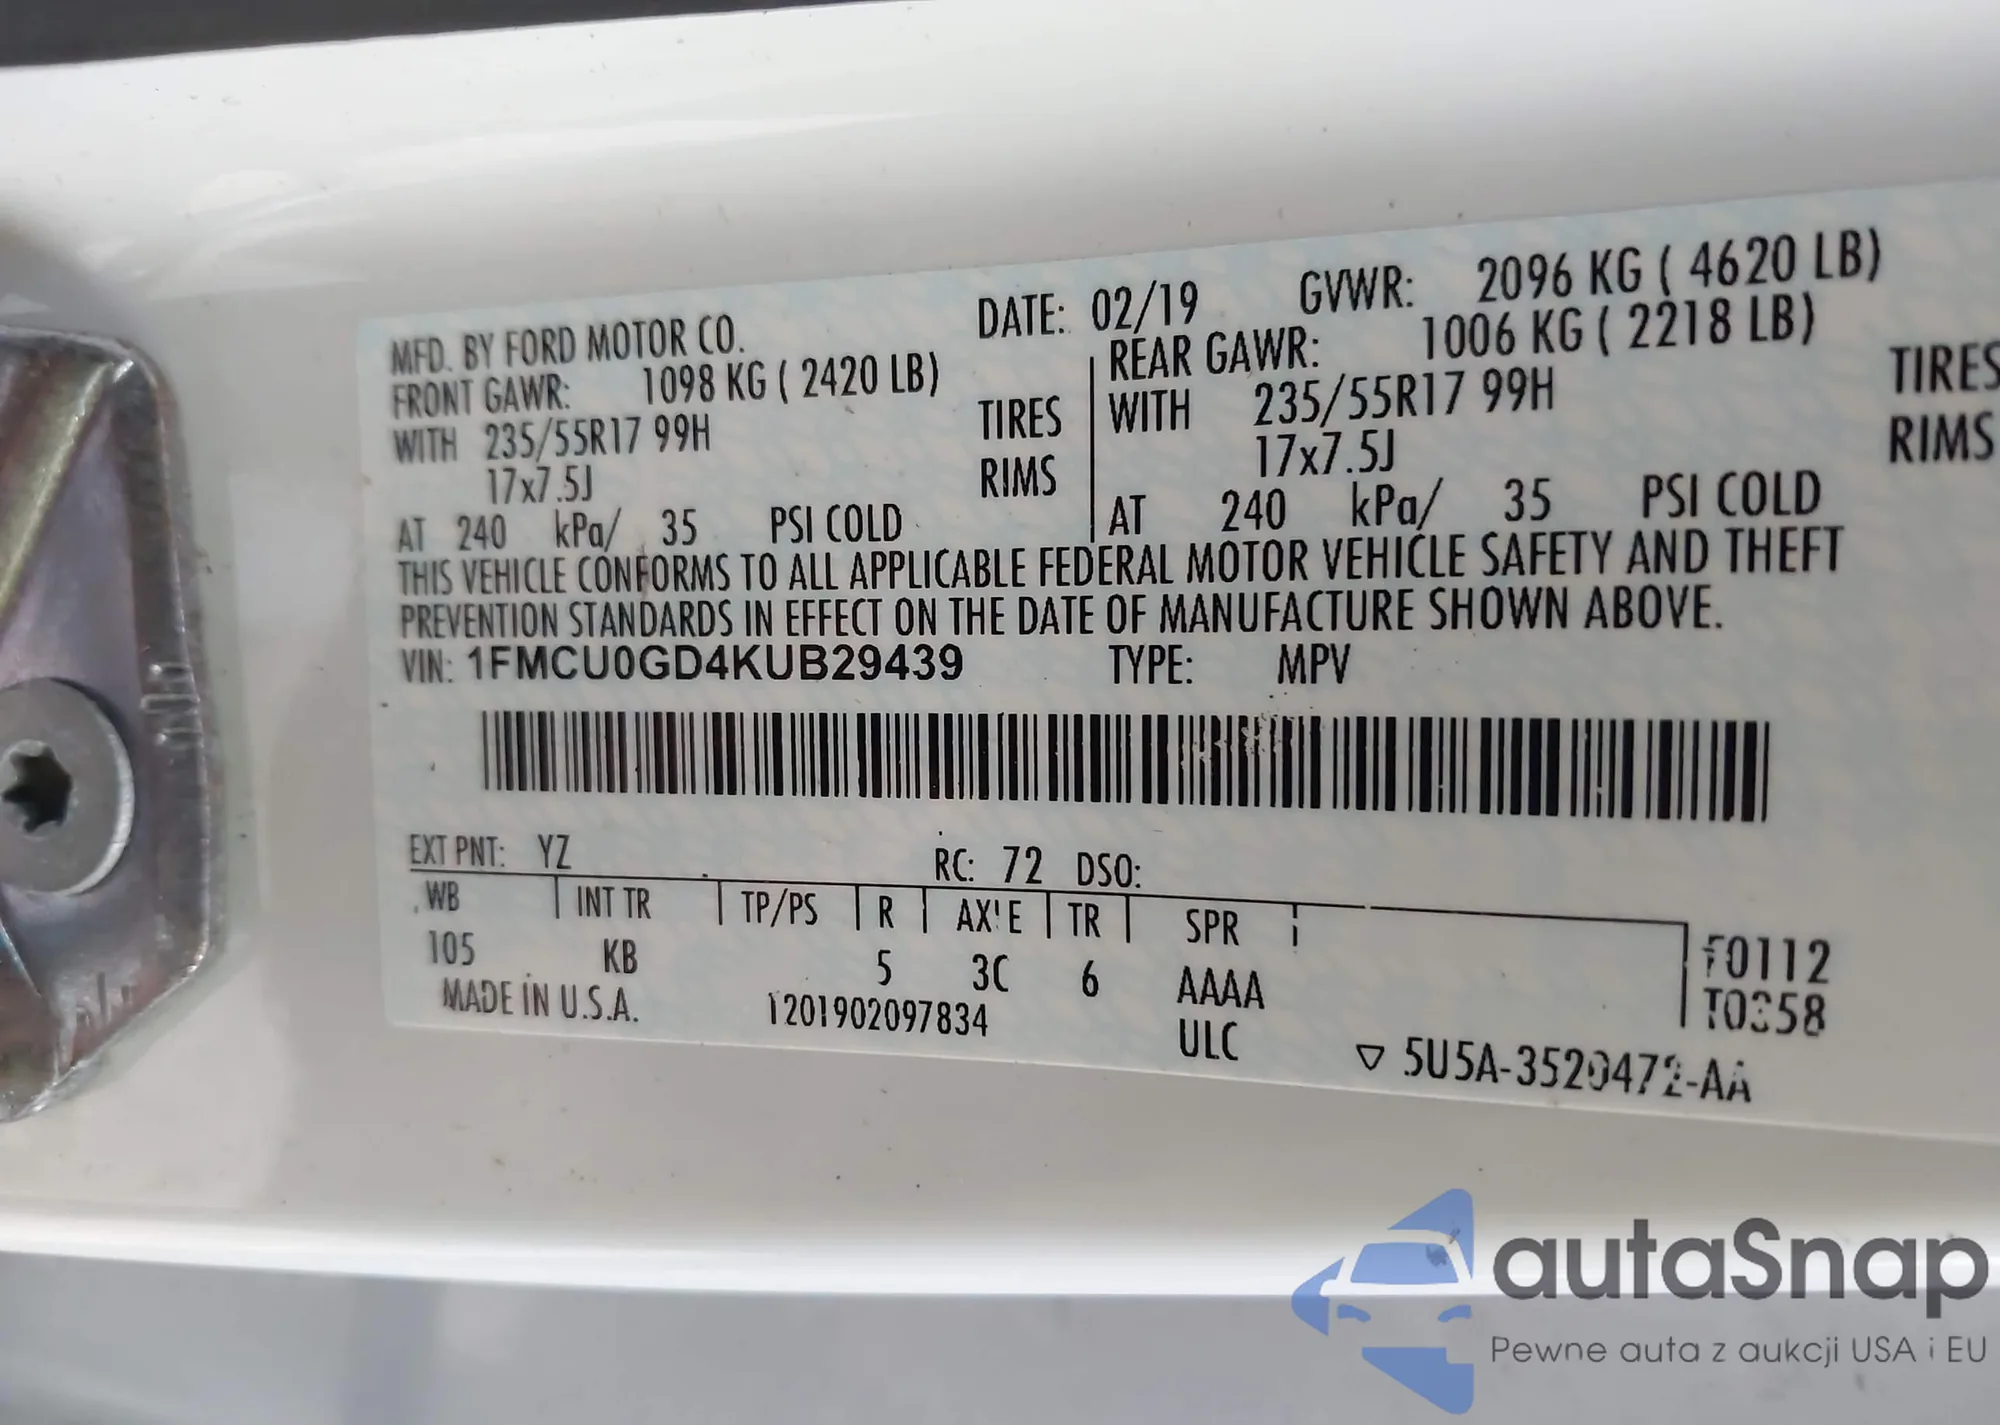 MFD. BY FORD MOTOR CO. DATE: 02/19 GVWR: 2096 KG ( 4620 LB)
FRONT GAWR: 1098 KG ( 2420 LB) REAR GAWR: 1006 KG ( 2218 LB)
WITH 235/55R17 99H TIRES WITH 235/55R17 99H TIRES
17x7.5J RIMS 17x7.5J RIMS
AT 240 kPa/ 35 PSI COLD AT 240 kPa/ 35 PSI COLD
THIS VEHICLE CONFORMS TO ALL APPLICABLE FEDERAL MOTOR VEHICLE SAFETY AND THEFT
PREVENTION STANDARDS IN EFFECT ON THE DATE OF MANUFACTURE SHOWN ABOVE.
VIN: 1FMCU0GD4KUB29439 TYPE: MPV
EXT PNT: YZ RC: 72 DSO:
WB INT TR TP/PS R AXLE TR SPR
105 KB 5 3C 6 AAAA F0112
MADE IN U.S.A. 1201902097834 ULC
▽ 5U5A-3520472-AA
autaSnap
Pewne auta z aukcji USA i EU